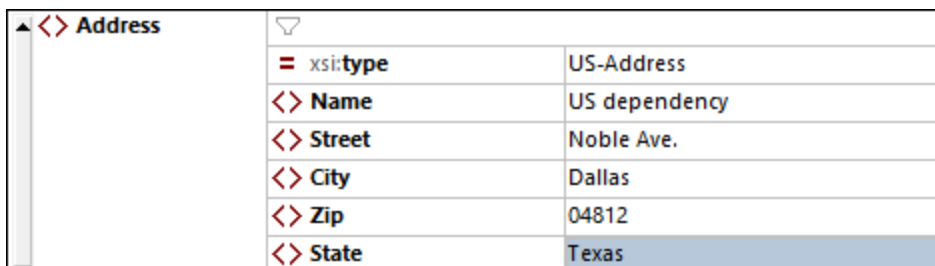 Address
xsi:type US-Address
Name US dependency
Street Noble Ave.
City Dallas
Zip 04812
State Texas